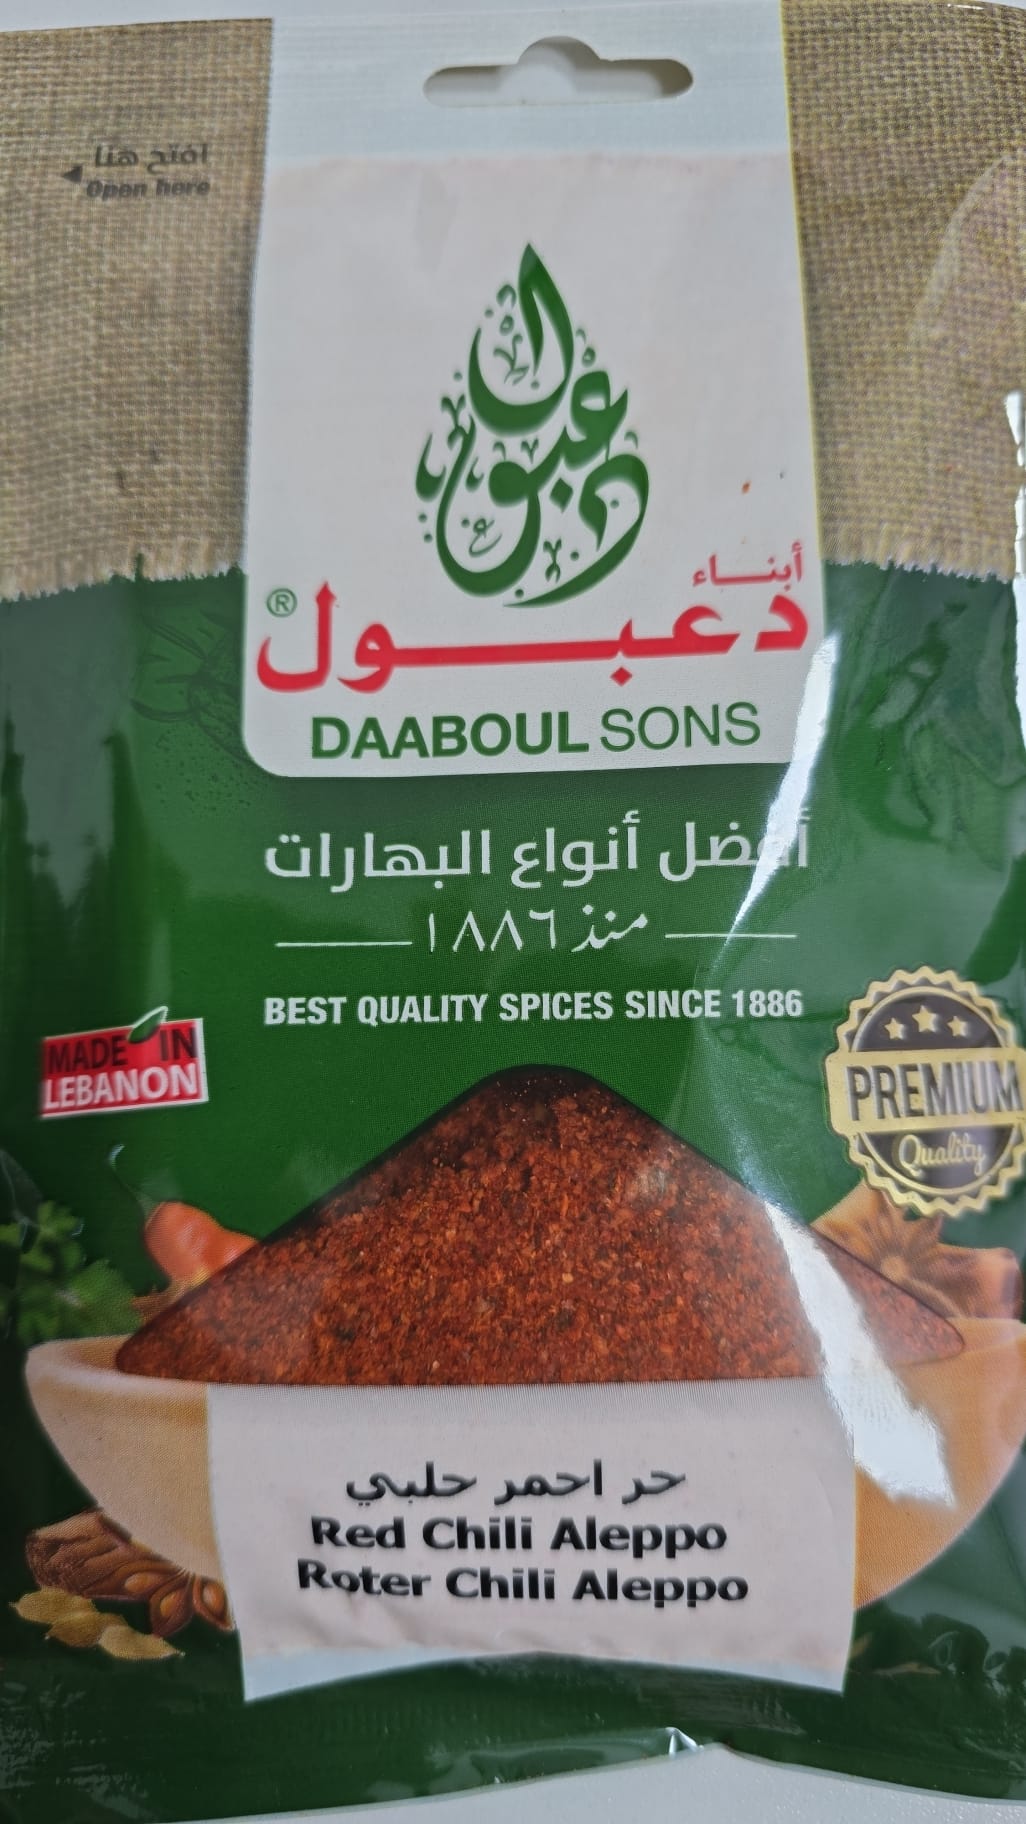 افتح هنا
Open here
دعبول
أبناء
دعبول
®
DAABOUL SONS
أفضل أنواع البهارات
منذ ١٨٨٦
BEST QUALITY SPICES SINCE 1886
MADE IN
LEBANON
PREMIUM
Quality
حر احمر حلبي
Red Chili Aleppo
Roter Chili Aleppo